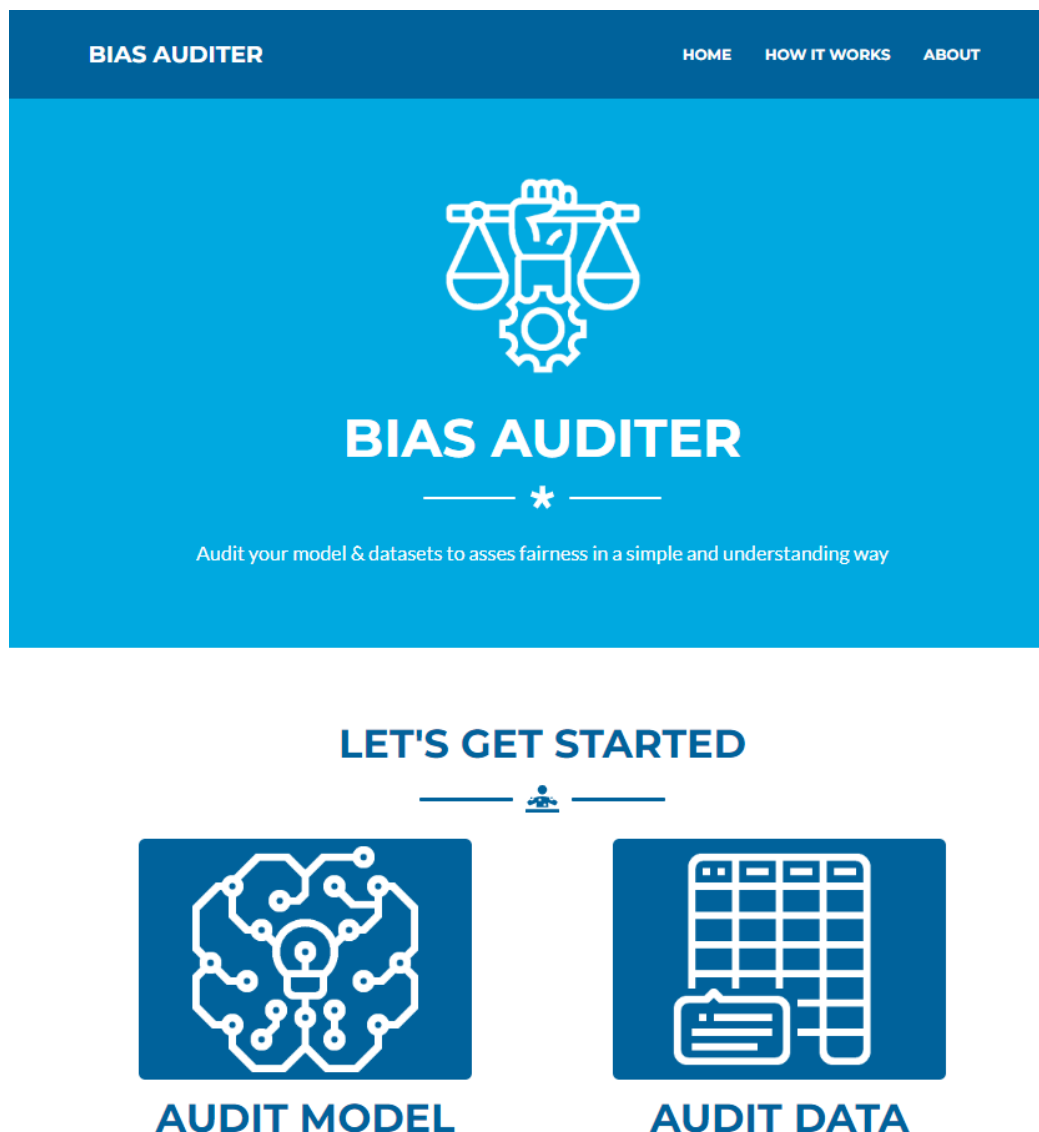 BIAS AUDITER
HOME HOW IT WORKS ABOUT
BIAS AUDITER
*
Audit your model & datasets to asses fairness in a simple and understanding way
LET'S GET STARTED
AUDIT MODEL
AUDIT DATA